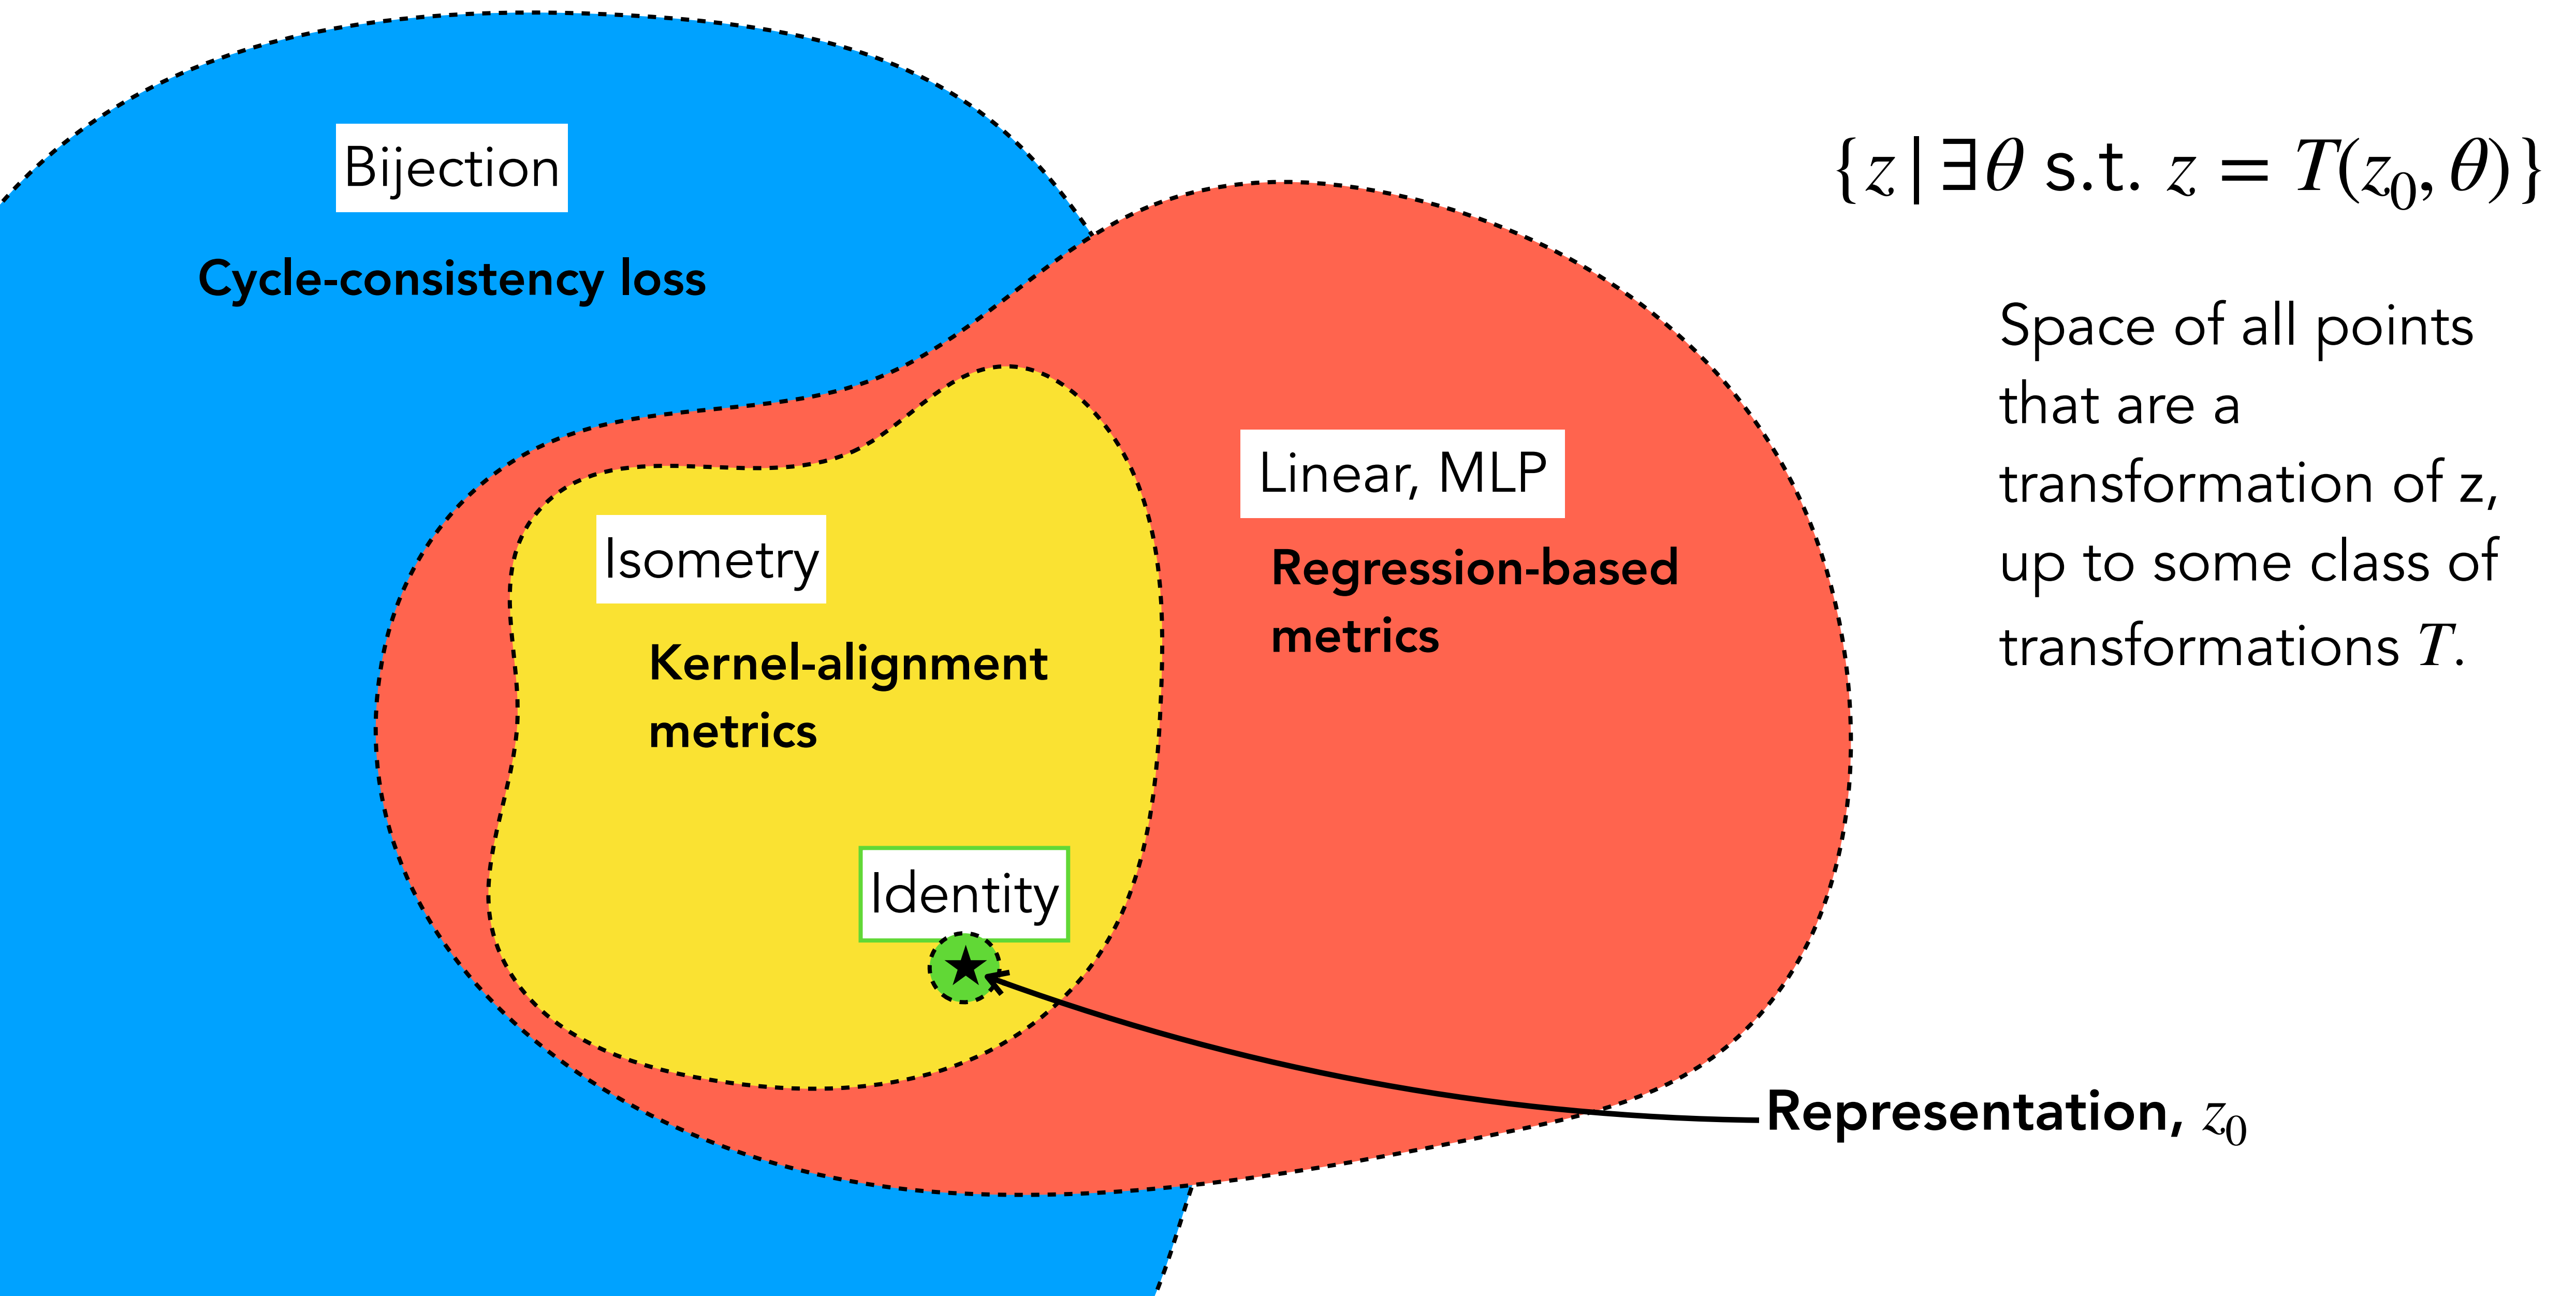 Bijection
Cycle-consistency loss
{z | ∃θ s.t. z = T(z₀, θ)}
Space of all points
that are a
transformation of z,
up to some class of
transformations T.
Linear, MLP
Regression-based
metrics
Isometry
Kernel-alignment
metrics
Identity
Representation, z₀